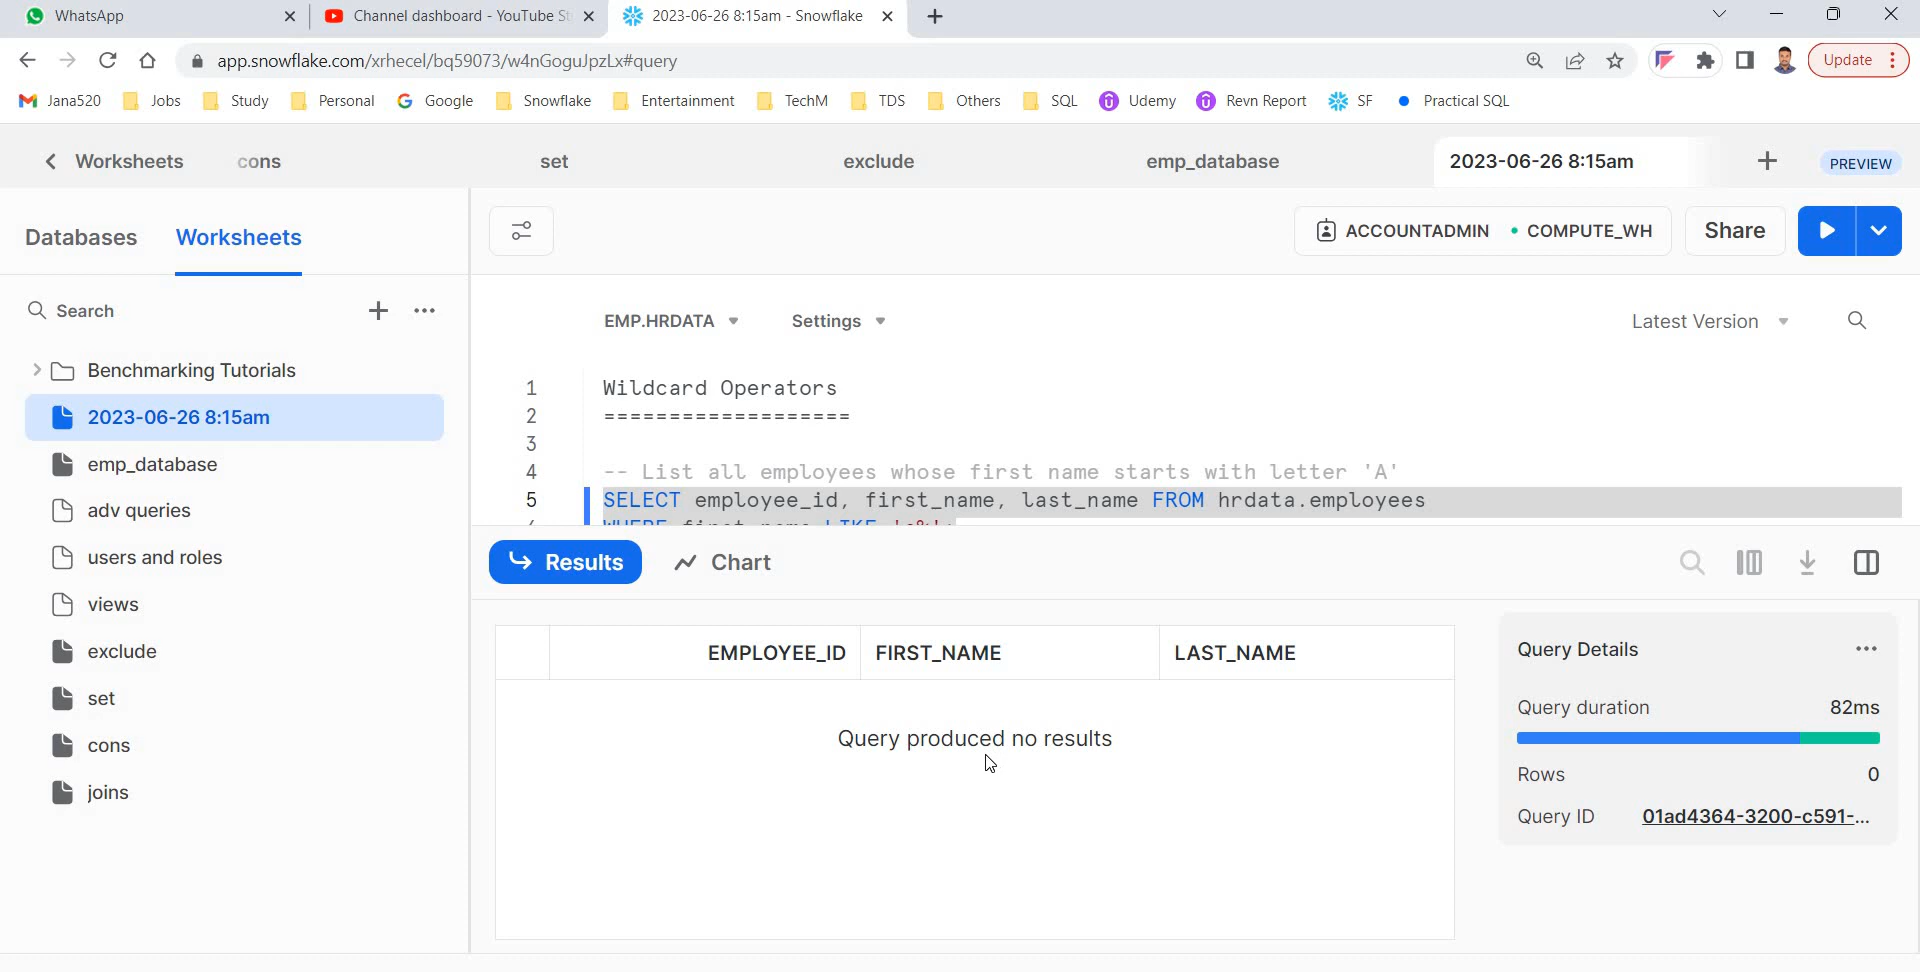 WhatsApp
Channel dashboard - YouTube St
2023-06-26 8:15am - Snowflake
app.snowflake.com/xrhecel/bq59073/w4nGoguJpzLx#query
Update
Jana520 Jobs Study Personal Google Snowflake Entertainment TechM TDS Others SQL Udemy Revn Report SF Practical SQL
Worksheets cons set exclude emp_database 2023-06-26 8:15am PREVIEW
Databases Worksheets
ACCOUNTADMIN COMPUTE_WH Share
Search
EMP.HRDATA Settings Latest Version
Benchmarking Tutorials
2023-06-26 8:15am
emp_database
adv queries
users and roles
views
exclude
set
cons
joins
1 Wildcard Operators
2 ===================
3
4 -- List all employees whose first name starts with letter 'A'
5 SELECT employee_id, first_name, last_name FROM hrdata.employees
WHERE first_name LIKE
Results Chart
EMPLOYEE_ID FIRST_NAME LAST_NAME
Query produced no results
Query Details
Query duration 82ms
Rows 0
Query ID 01ad4364-3200-c591-...